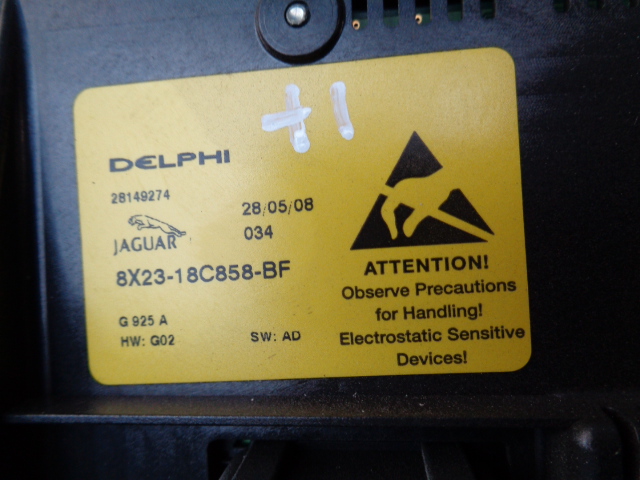 +1
DELPHI
28149274
28/05/08
JAGUAR
034
8X23-18C858-BF
G 925 A
HW: G02
SW: AD
ATTENTION!
Observe Precautions
for Handling!
Electrostatic Sensitive
Devices!